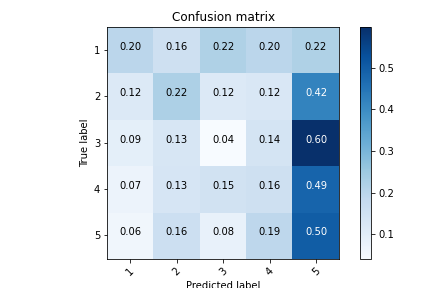 Confusion matrix
1 0.20 0.16 0.22 0.20 0.22
2 0.12 0.22 0.12 0.12 0.42
3 0.09 0.13 0.04 0.14 0.60
4 0.07 0.13 0.15 0.16 0.49
5 0.06 0.16 0.08 0.19 0.50
1 2 3 4 5
True label
Predicted label
0.5
0.4
0.3
0.2
0.1